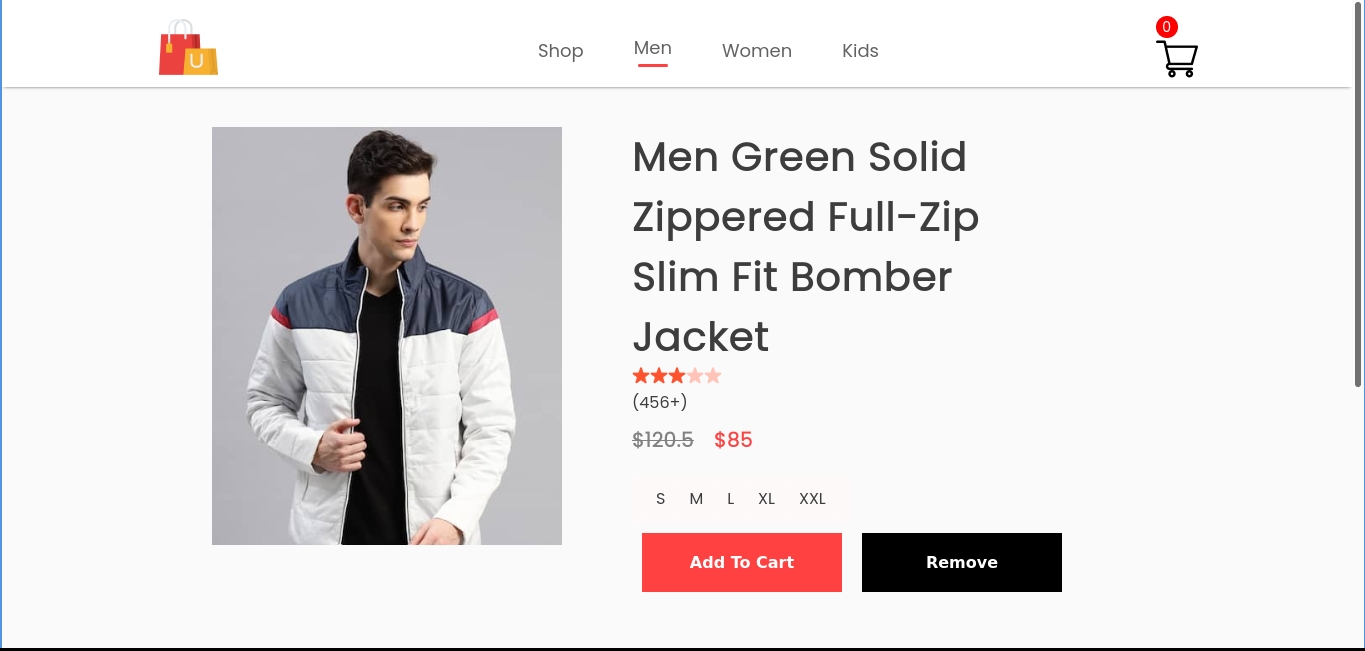 U
Shop Men Women Kids
0
Men Green Solid
Zippered Full-Zip
Slim Fit Bomber
Jacket
(456+)
$120.5 $85
S M L XL XXL
Add To Cart Remove